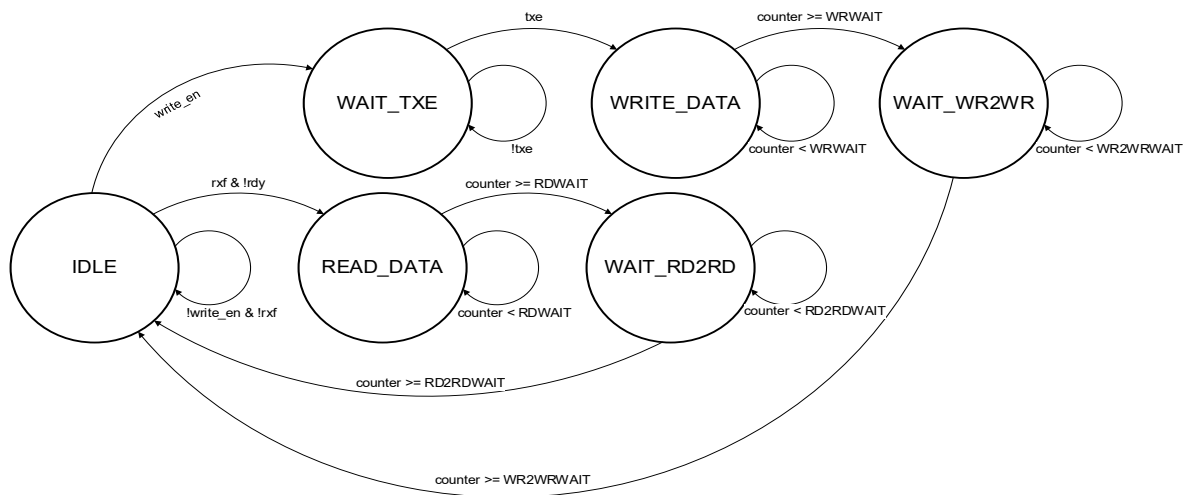 txe
counter >= WRWAIT
write_en
WAIT_TXE
WRITE_DATA
WAIT_WR2WR
!txe
counter < WRWAIT
counter < WR2WRWAIT
rxf & !rdy
counter >= RDWAIT
IDLE
READ_DATA
WAIT_RD2RD
!write_en & !rxf
counter < RDWAIT
counter < RD2RDWAIT
counter >= RD2RDWAIT
counter >= WR2WRWAIT